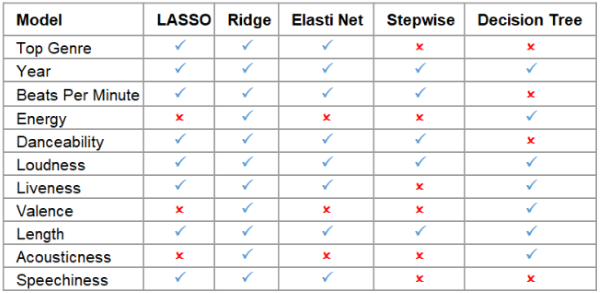 Model LASSO Ridge Elasti Net Stepwise Decision Tree
Top Genre ✓ ✓ ✓ ✗ ✗
Year ✓ ✓ ✓ ✓ ✓
Beats Per Minute ✓ ✓ ✓ ✓ ✗
Energy ✗ ✓ ✗ ✗ ✓
Danceability ✓ ✓ ✓ ✓ ✗
Loudness ✓ ✓ ✓ ✓ ✓
Liveness ✓ ✓ ✓ ✗ ✓
Valence ✗ ✓ ✗ ✗ ✓
Length ✓ ✓ ✓ ✓ ✓
Acousticness ✗ ✓ ✗ ✗ ✓
Speechiness ✓ ✓ ✓ ✗ ✗